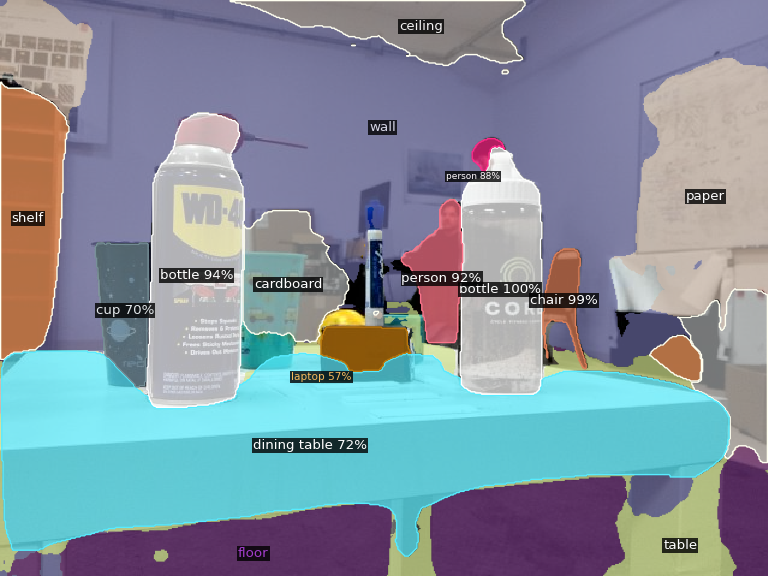 ceiling
wall
person 88%
paper
WD-4
shelf
bottle 94%
cardboard
person 92%
bottle 100%
chair 99%
cup 70%
COR
laptop 57%
dining table 72%
floor
table